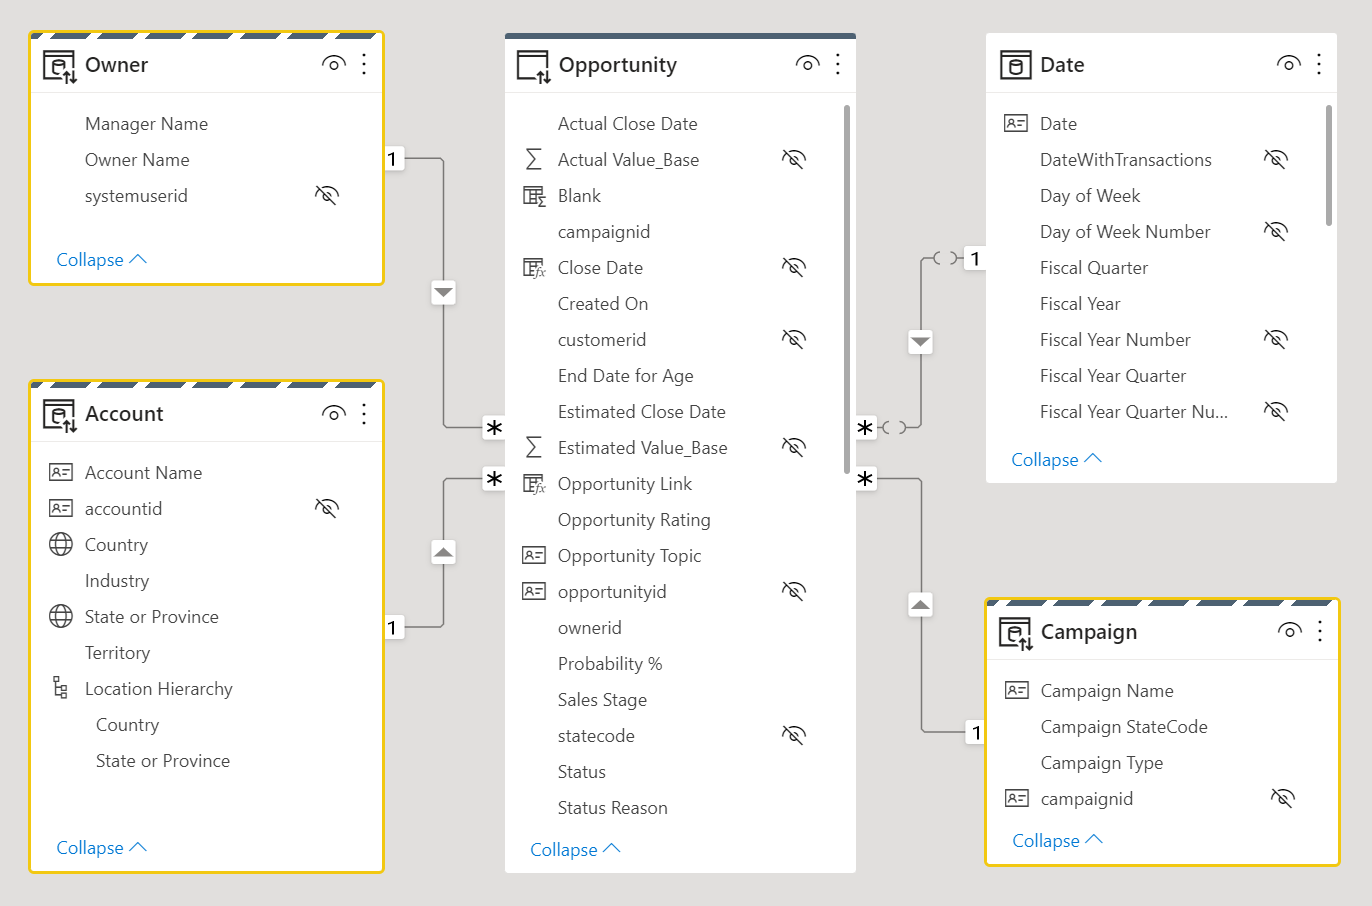 Owner
Manager Name
Owner Name
systemuserid
Collapse
1
Account
Account Name
accountid
Country
Industry
State or Province
Territory
Location Hierarchy
Country
State or Province
Collapse
1
Opportunity
Actual Close Date
Actual Value_Base
Blank
campaignid
Close Date
Created On
customerid
End Date for Age
Estimated Close Date
Estimated Value_Base
Opportunity Link
Opportunity Rating
Opportunity Topic
opportunityid
ownerid
Probability %
Sales Stage
statecode
Status
Status Reason
Collapse
*
*
*
*
Date
Date
DateWithTransactions
Day of Week
Day of Week Number
Fiscal Quarter
Fiscal Year
Fiscal Year Number
Fiscal Year Quarter
Fiscal Year Quarter Nu...
Collapse
1
Campaign
Campaign Name
Campaign StateCode
Campaign Type
campaignid
Collapse
1